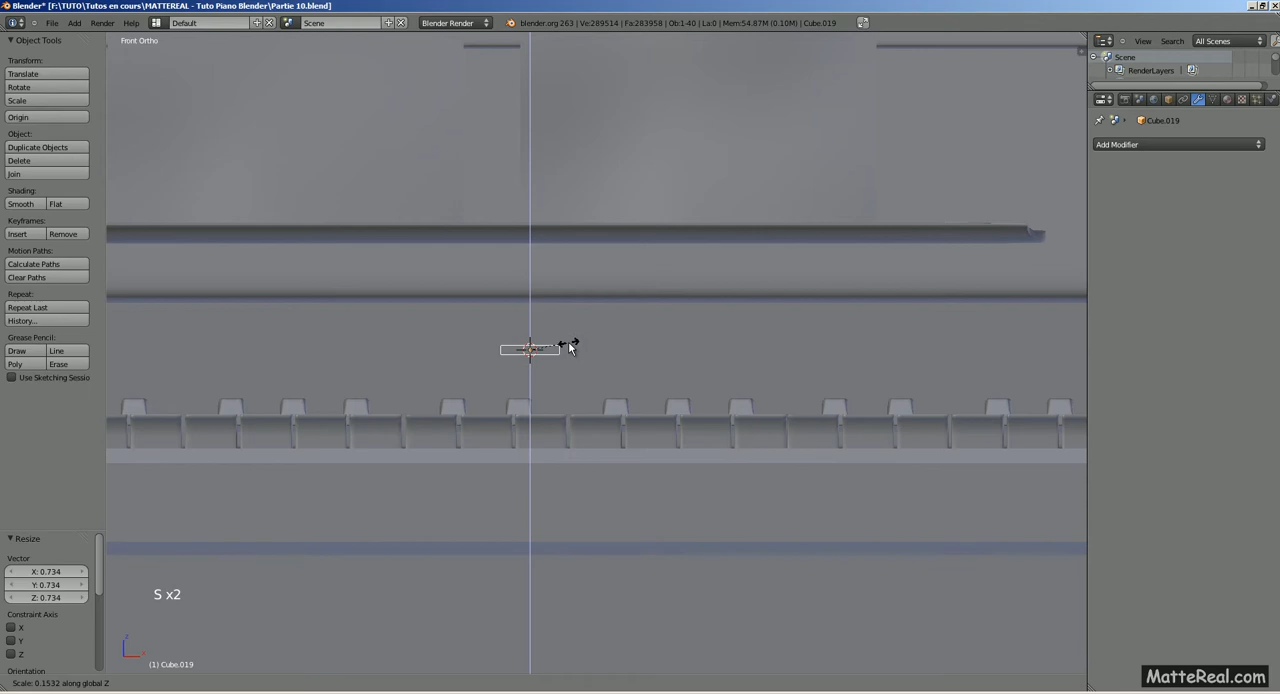 Blender* [F:\TUTO\Tutos en cours\MATTEREAL - Tuto Piano Blender\Partie 10.blend]
File Add Render Help Default Scene Blender Render blender.org 263 | Ve:289514 | Fa:283958 | Ob:1-40 | La:0 | Mem:54.87M (0.10M) | Cube.019
Object Tools
Front Ortho
View Search All Scenes
Scene
RenderLayers
Transform:
Translate
Rotate
Scale
Origin
Cube.019
Add Modifier
Object:
Duplicate Objects
Delete
Join
Shading:
Smooth Flat
Keyframes:
Insert Remove
Motion Paths:
Calculate Paths
Clear Paths
Repeat:
Repeat Last
History...
Grease Pencil:
Draw Line
Poly Erase
Use Sketching Sessio
Resize
Vector
X: 0.734
Y: 0.734
Z: 0.734
S x2
Constraint Axis
X
Y
Z
z
x
(1) Cube.019
Orientation
Scale: 0.1532 along global Z
MatteReal.com